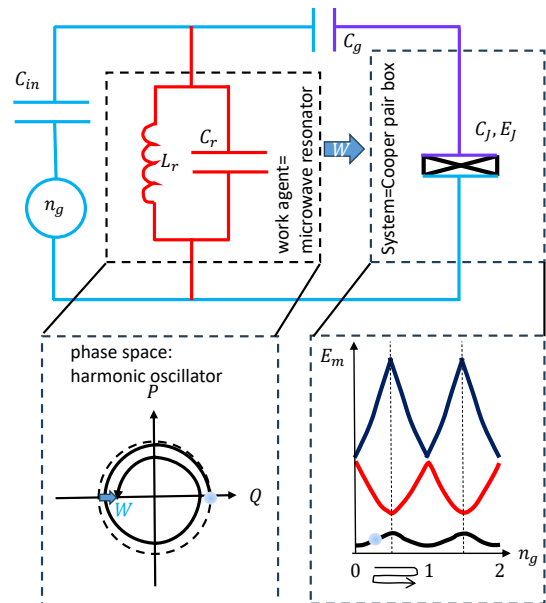 C_g
C_in
C_J, E_J
C_r
L_r
W
n_g
work agent=
microwave resonator
System=Cooper pair box
phase space:
harmonic oscillator
P
Q
W
E_m
n_g
0
1
2